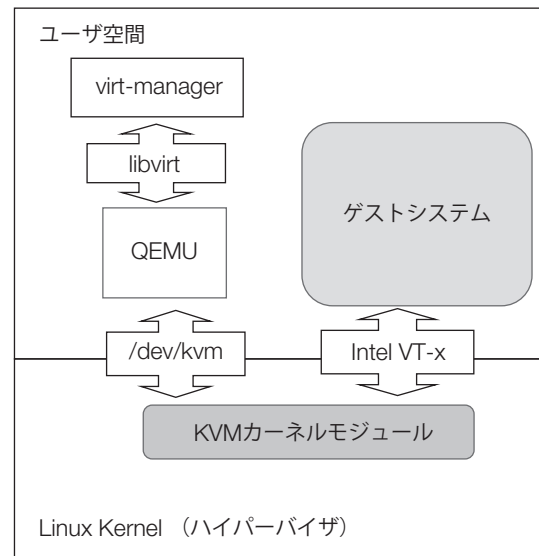 ユーザ空間
virt-manager
libvirt
QEMU
ゲストシステム
/dev/kvm
Intel VT-x
KVMカーネルモジュール
Linux Kernel （ハイパーバイザ）